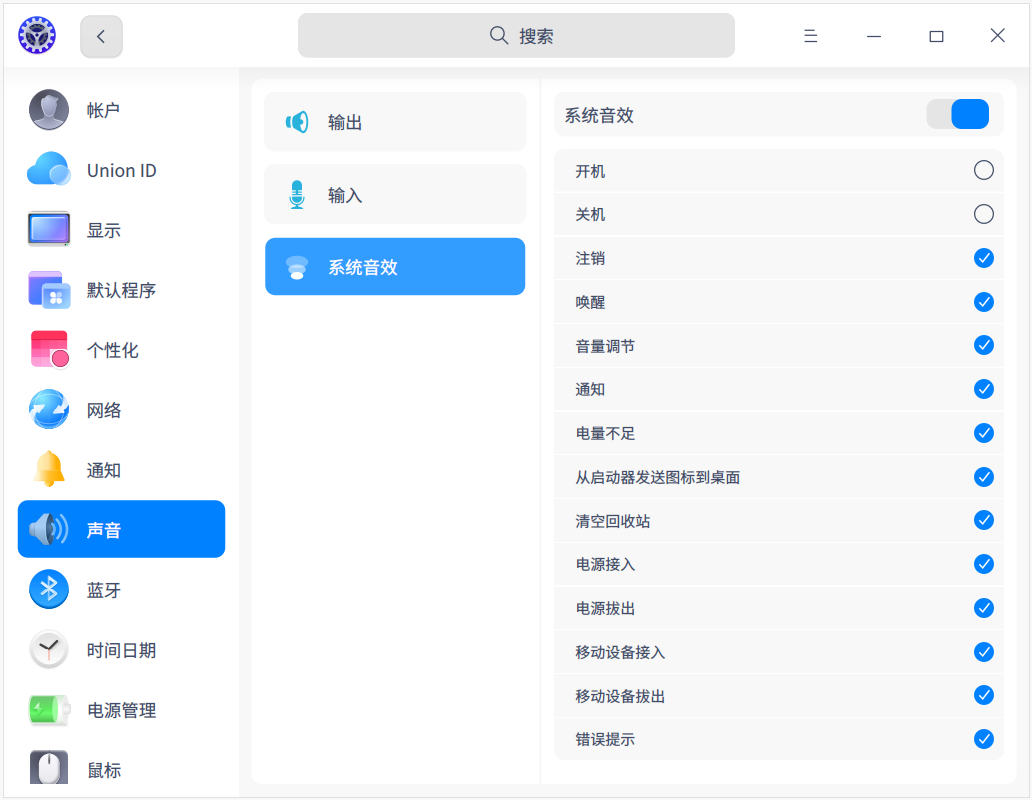 搜索
帐户
Union ID
显示
默认程序
个性化
网络
通知
声音
蓝牙
时间日期
电源管理
鼠标
输出
输入
系统音效
系统音效
开机
关机
注销
唤醒
音量调节
通知
电量不足
从启动器发送图标到桌面
清空回收站
电源接入
电源拔出
移动设备接入
移动设备拔出
错误提示